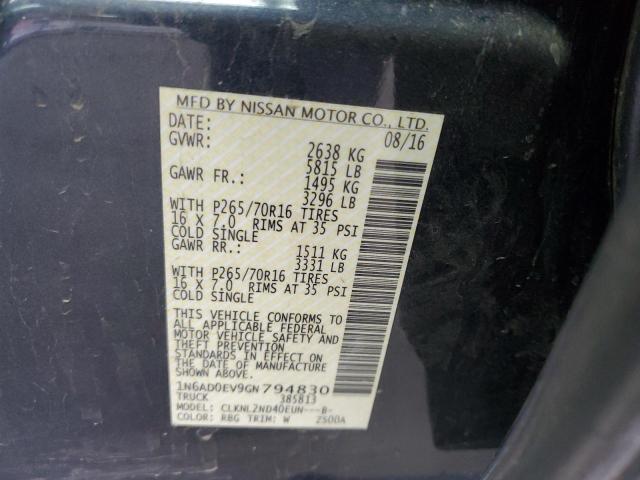 MFD BY NISSAN MOTOR CO., LTD.
DATE: 08/16
GVWR: 2638 KG
5815 LB
GAWR FR.: 1495 KG
3296 LB
WITH P265/70R16 TIRES
16 X 7.0 RIMS AT 35 PSI
COLD SINGLE
GAWR RR.: 1511 KG
3331 LB
WITH P265/70R16 TIRES
16 X 7.0 RIMS AT 35 PSI
COLD SINGLE
THIS VEHICLE CONFORMS TO
ALL APPLICABLE FEDERAL
MOTOR VEHICLE SAFETY AND
THEFT PREVENTION
STANDARDS IN EFFECT ON
THE DATE OF MANUFACTURE
SHOWN ABOVE.
1N6AD0EV9GN794830
TRUCK 385813
MODEL: CLKNL2ND40EUN---B-
COLOR: RBG TRIM: W 2500A